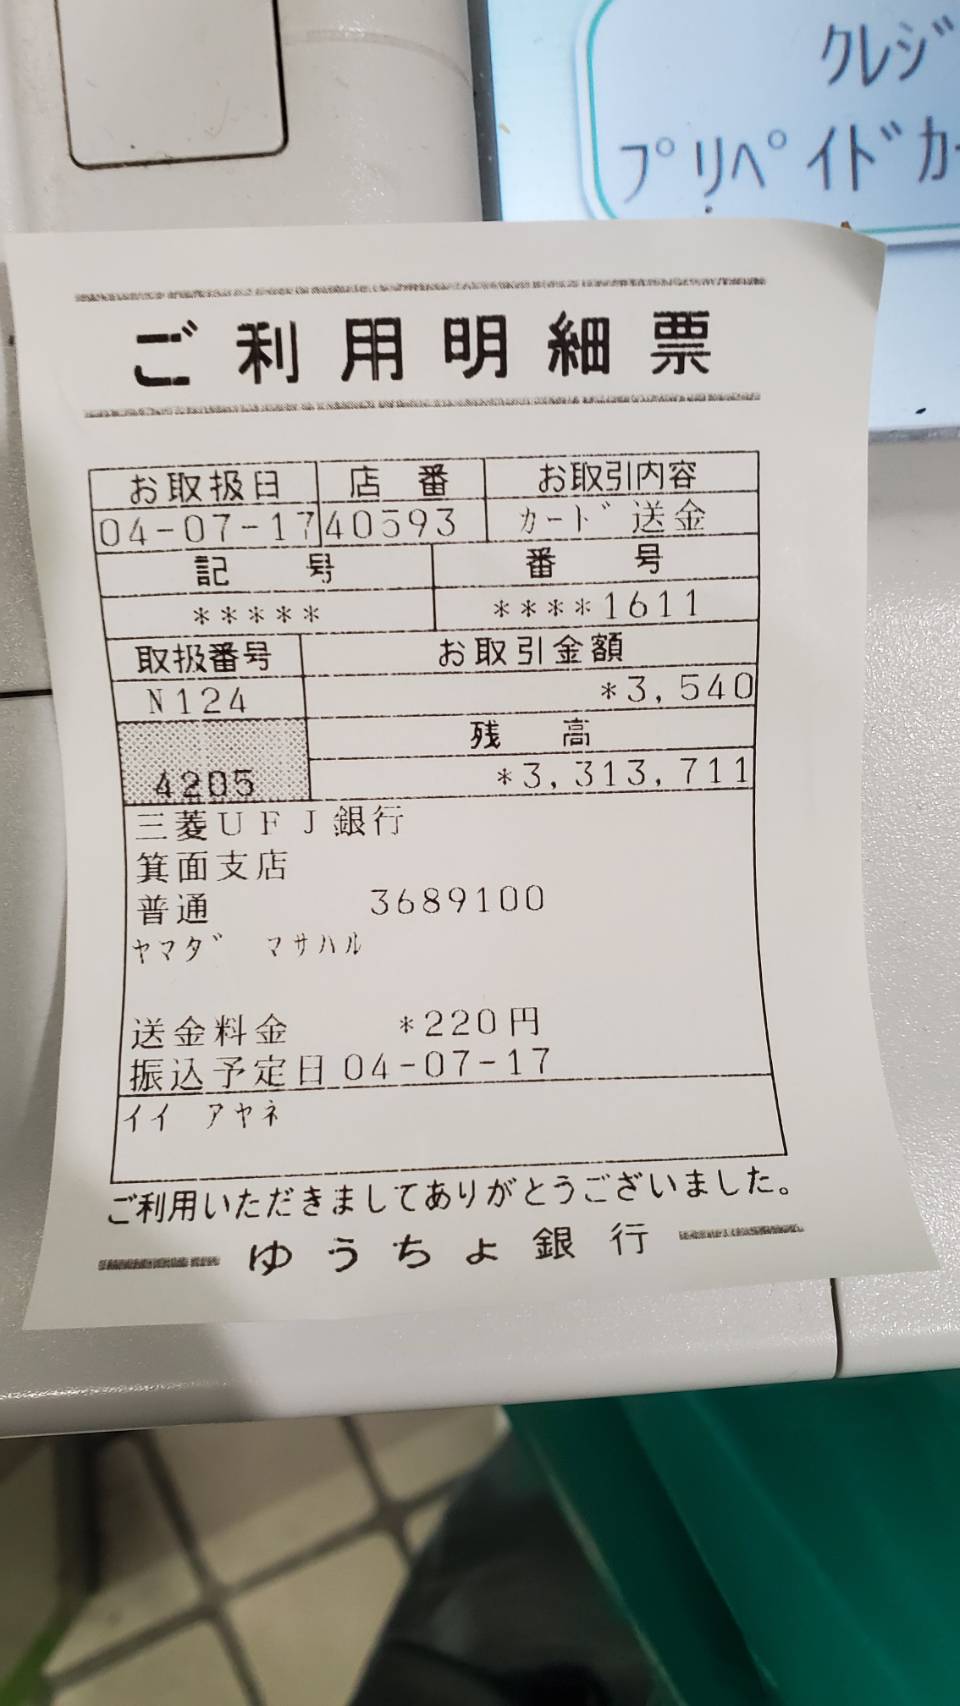 クレジ
プリペイドカ
ご利用明細票
お取扱日 店番 お取引内容
04-07-17 40593 カード送金
記号 番号
***** ****1611
取扱番号 お取引金額
N124 *3,540
残高
4205 *3,313,711
三菱UFJ銀行
箕面支店
普通 3689100
ヤマダ マサハル
送金料金 *220円
振込予定日 04-07-17
イイ アヤネ
ご利用いただきましてありがとうございました。
ゆうちょ銀行